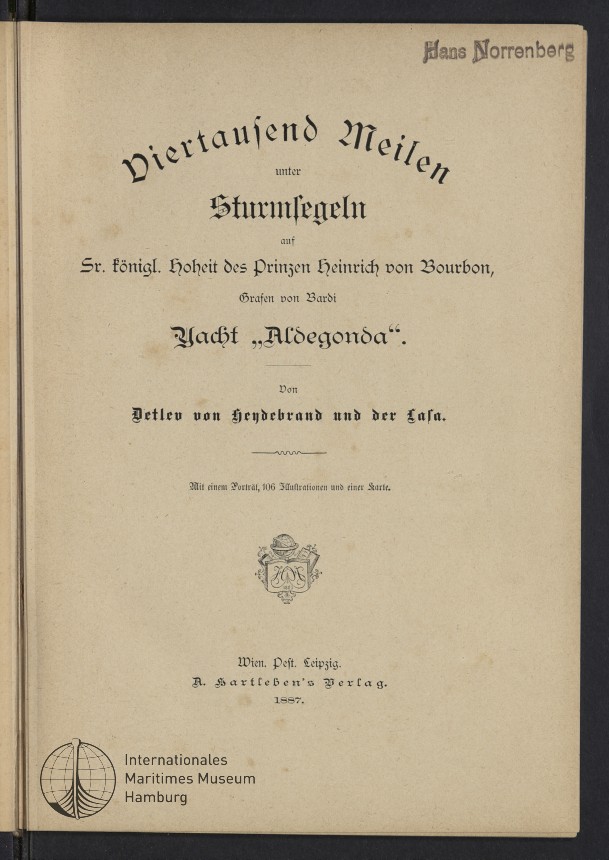 Hans Norrenberg
Viertauſend Meilen
unter
Sturmſegeln
auf
Sr. königl. Hoheit des Prinzen Heinrich von Bourbon,
Grafen von Bardi
Yacht „Aldegonda“.
Von
Detlev von Heydebrand und der Laſa.
Mit einem Porträt, 106 Illuſtrationen und einer Karte.
Wien. Peſt. Leipzig.
A. Hartleben's Verlag.
1887.
Internationales
Maritimes Museum
Hamburg